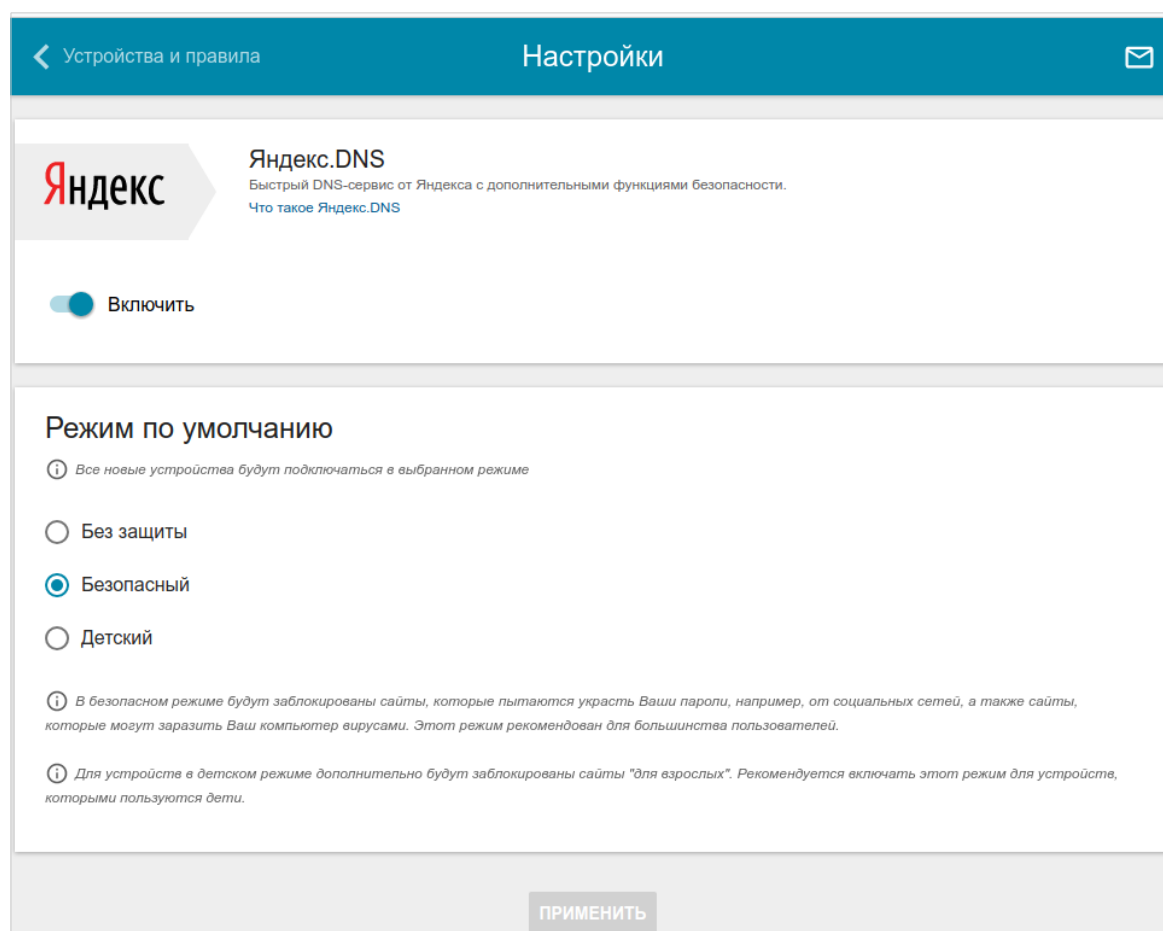 Устройства и правила
Настройки
Яндекс
Яндекс.DNS
Быстрый DNS-сервис от Яндекса с дополнительными функциями безопасности.
Что такое Яндекс.DNS
Включить
Режим по умолчанию
Все новые устройства будут подключаться в выбранном режиме
Без защиты
Безопасный
Детский
В безопасном режиме будут заблокированы сайты, которые пытаются украсть Ваши пароли, например, от социальных сетей, а также сайты,
которые могут заразить Ваш компьютер вирусами. Этот режим рекомендован для большинства пользователей.
Для устройств в детском режиме дополнительно будут заблокированы сайты "для взрослых". Рекомендуется включать этот режим для устройств,
которыми пользуются дети.
ПРИМЕНИТЬ